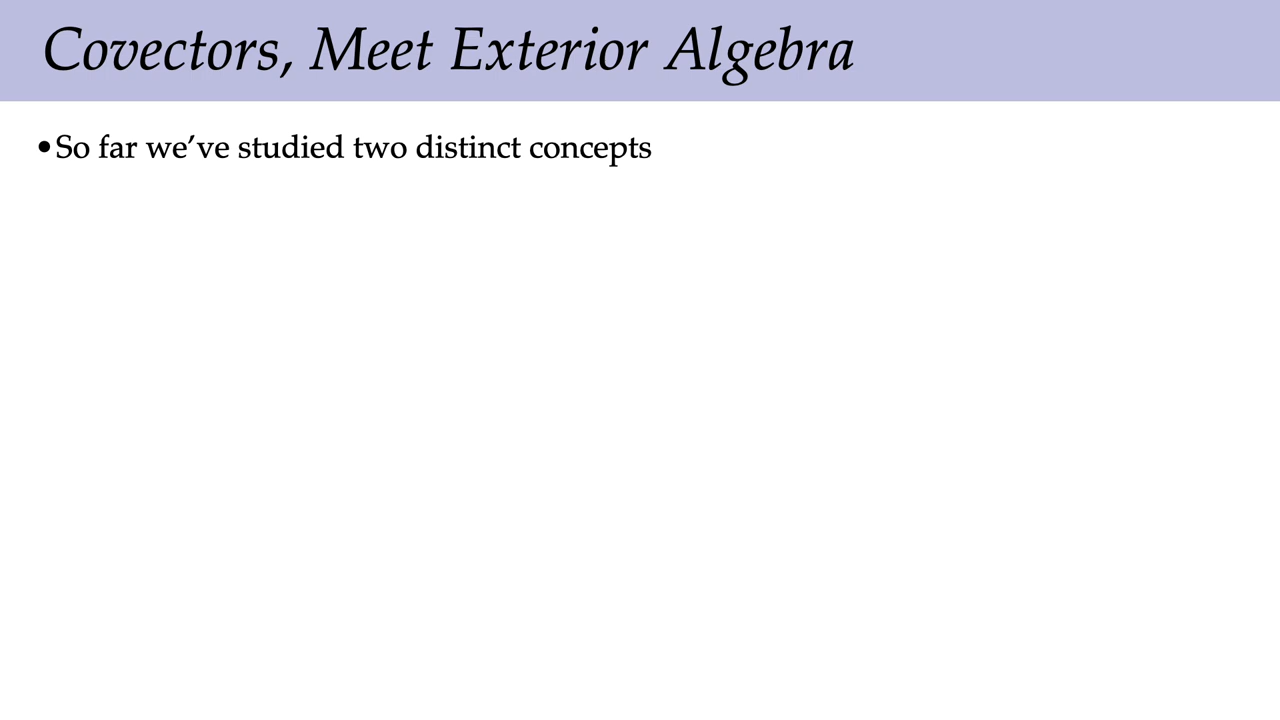 Covectors, Meet Exterior Algebra
•So far we’ve studied two distinct concepts